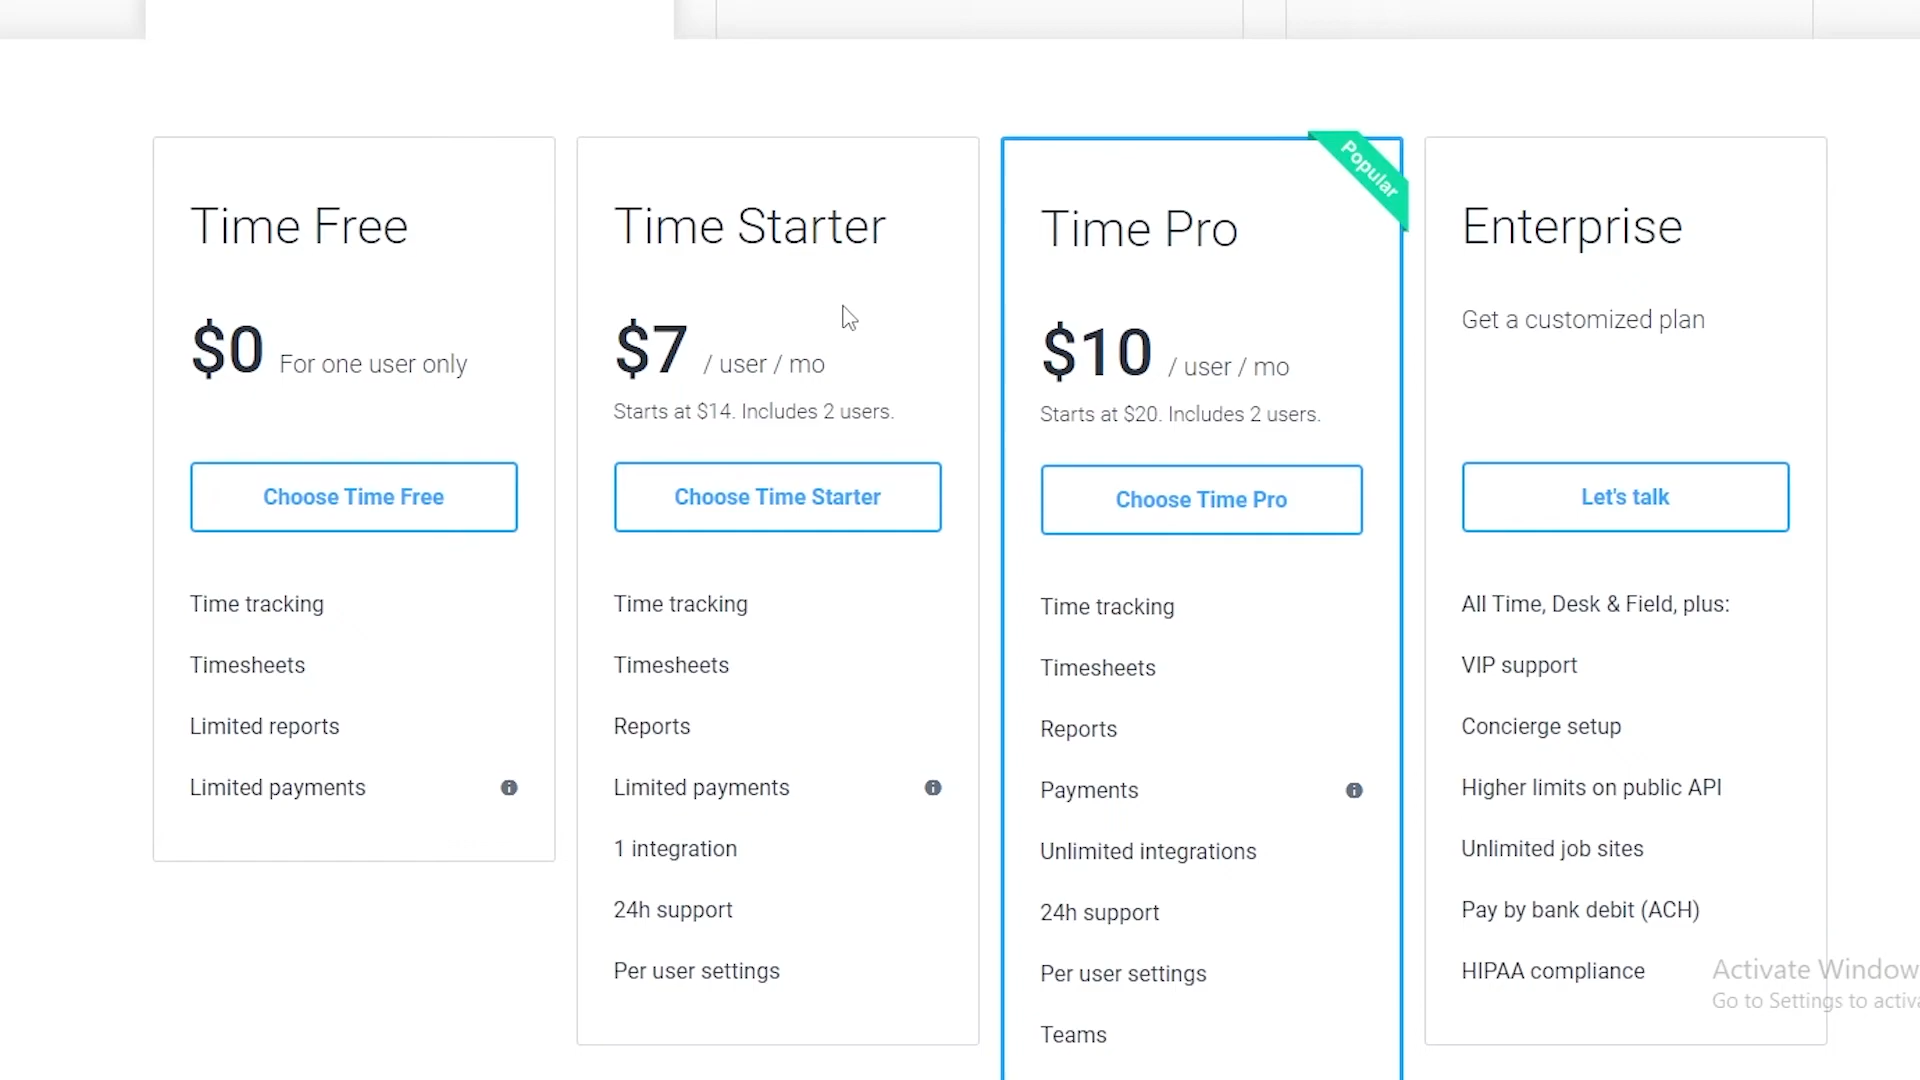 Time Free
$0 For one user only
Choose Time Free
Time tracking
Timesheets
Limited reports
Limited payments
Time Starter
$7 / user / mo
Starts at $14. Includes 2 users.
Choose Time Starter
Time tracking
Timesheets
Reports
Limited payments
1 integration
24h support
Per user settings
Popular
Time Pro
$10 / user / mo
Starts at $20. Includes 2 users.
Choose Time Pro
Time tracking
Timesheets
Reports
Payments
Unlimited integrations
24h support
Per user settings
Teams
Enterprise
Get a customized plan
Let's talk
All Time, Desk & Field, plus:
VIP support
Concierge setup
Higher limits on public API
Unlimited job sites
Pay by bank debit (ACH)
HIPAA compliance
Activate Window
Go to Settings to activa